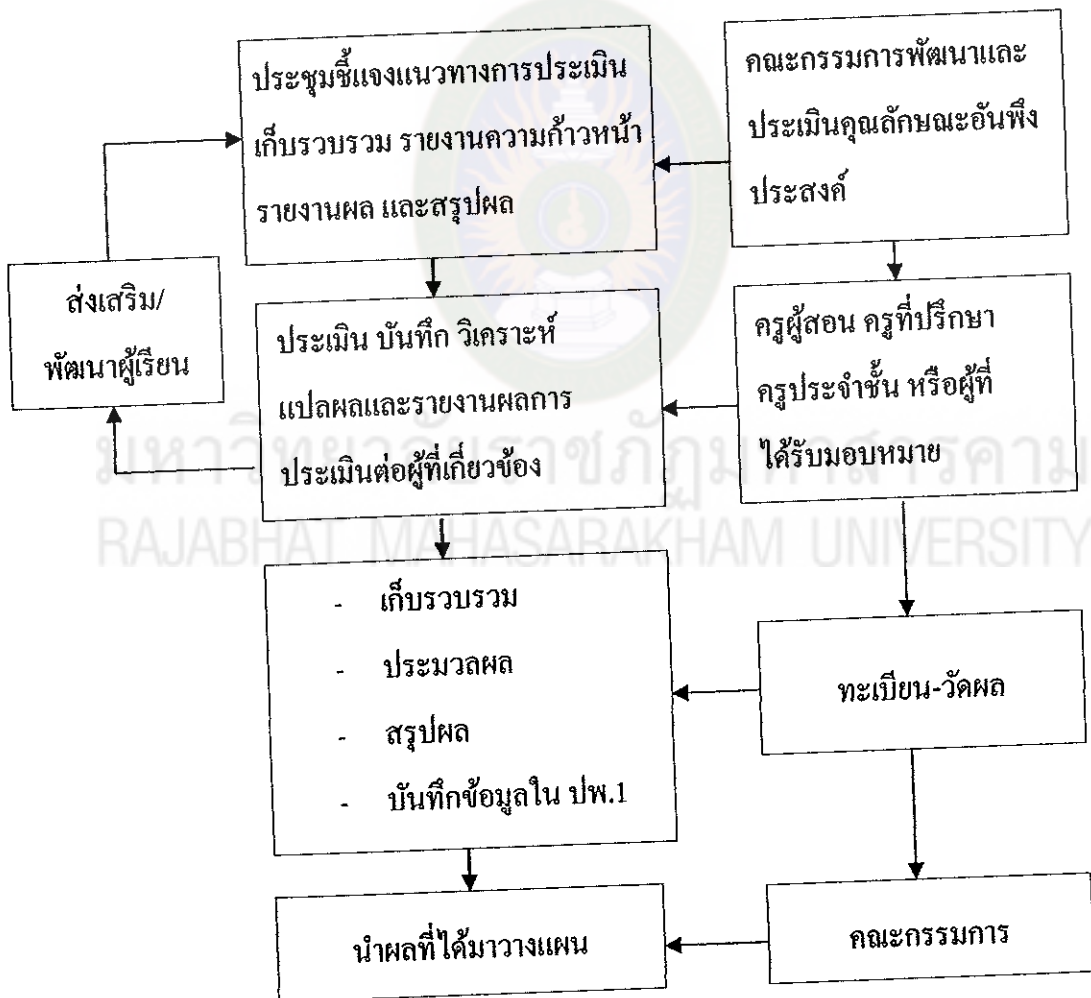 ประชุมชี้แจงแนวทางการประเมิน
เก็บรวบรวม รายงานความก้าวหน้า
รายงานผล และสรุปผล
คณะกรรมการพัฒนาและ
ประเมินคุณลักษณะอันพึง
ประสงค์
ส่งเสริม/
พัฒนาผู้เรียน
ประเมิน บันทึก วิเคราะห์
แปลผลและรายงานผลการ
ประเมินต่อผู้ที่เกี่ยวข้อง
ครูผู้สอน ครูที่ปรึกษา
ครูประจำชั้น หรือผู้ที่
ได้รับมอบหมาย
มหาวิทยาลัยราชภัฏมหาสารคาม
RAJABHAT MAHASARAKHAM UNIVERSITY
- เก็บรวบรวม
- ประมวลผล
- สรุปผล
- บันทึกข้อมูลใน ปพ.1
ทะเบียน-วัดผล
นำผลที่ได้มาวางแผน
คณะกรรมการ